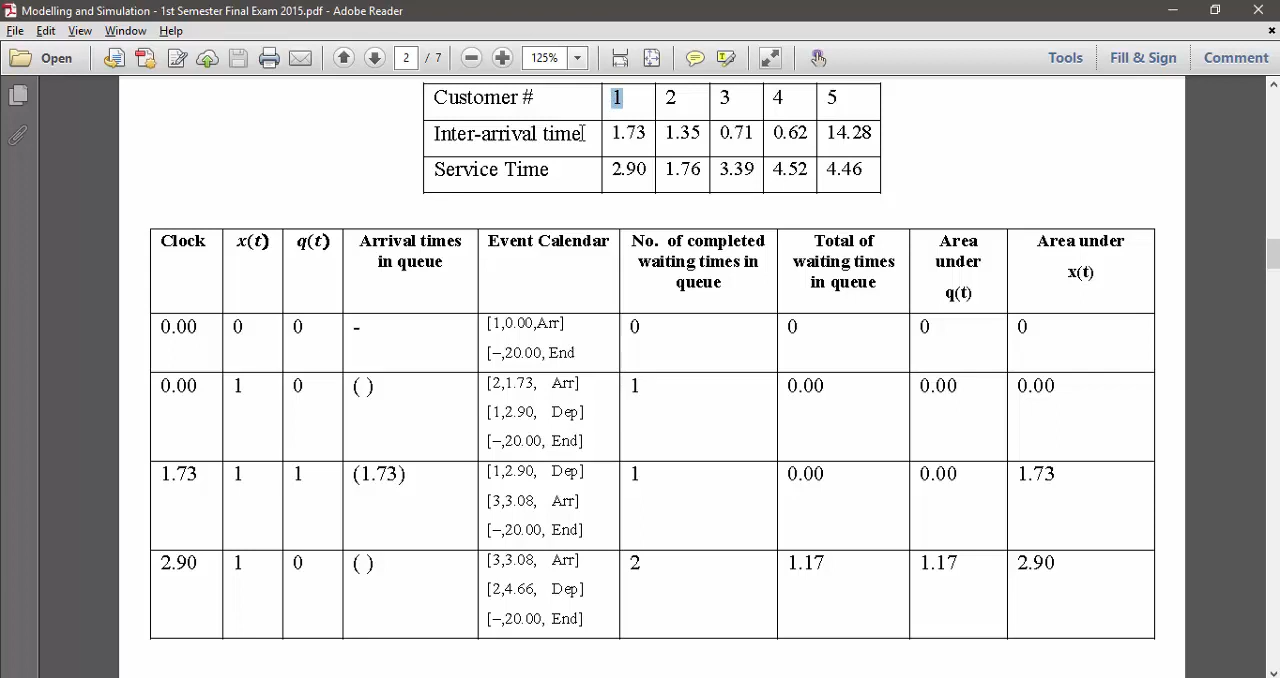 Modelling and Simulation - 1st Semester Final Exam 2015.pdf - Adobe Reader
File Edit View Window Help
Open 2 / 7 125% Tools Fill & Sign Comment
Customer # 1 2 3 4 5
Inter-arrival time 1.73 1.35 0.71 0.62 14.28
Service Time 2.90 1.76 3.39 4.52 4.46
Clock x(t) q(t) Arrival times Event Calendar No. of completed Total of Area Area under
in queue waiting times in waiting times under x(t)
queue in queue q(t)
0.00 0 0 - [1,0.00,Arr] 0 0 0 0
[–,20.00, End
0.00 1 0 ( ) [2,1.73, Arr] 1 0.00 0.00 0.00
[1,2.90, Dep]
[–,20.00, End]
1.73 1 1 (1.73) [1,2.90, Dep] 1 0.00 0.00 1.73
[3,3.08, Arr]
[–,20.00, End]
2.90 1 0 ( ) [3,3.08, Arr] 2 1.17 1.17 2.90
[2,4.66, Dep]
[–,20.00, End]